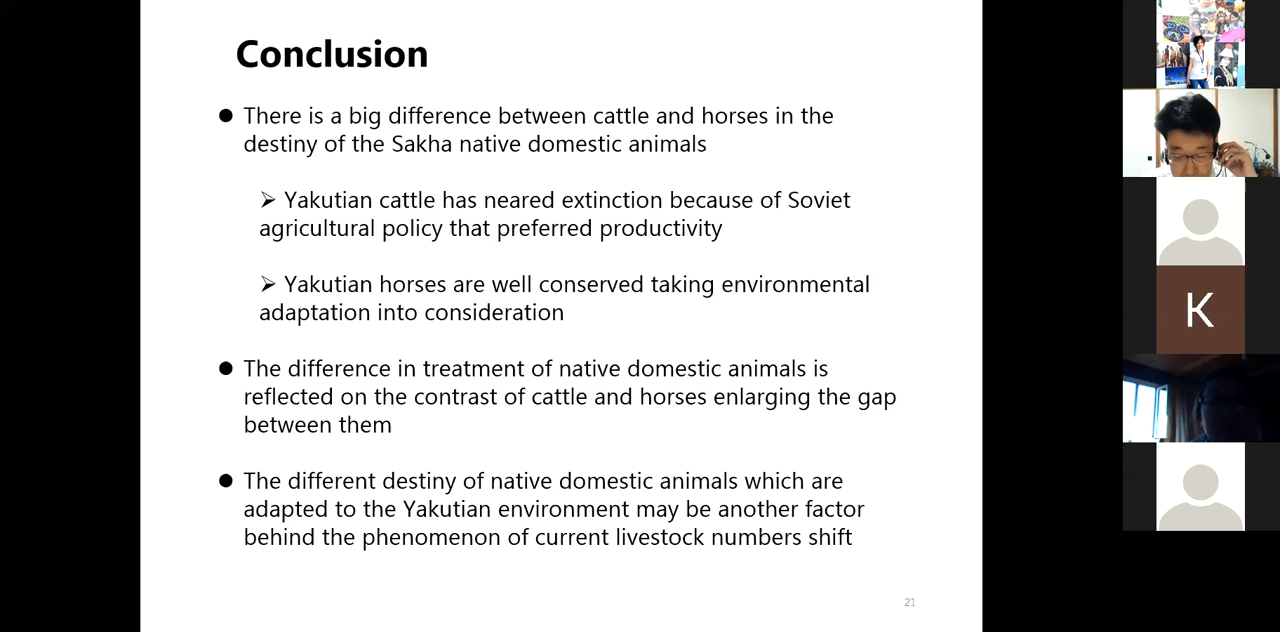 Conclusion
● There is a big difference between cattle and horses in the
destiny of the Sakha native domestic animals
➢ Yakutian cattle has neared extinction because of Soviet
agricultural policy that preferred productivity
➢ Yakutian horses are well conserved taking environmental
adaptation into consideration
● The difference in treatment of native domestic animals is
reflected on the contrast of cattle and horses enlarging the gap
between them
● The different destiny of native domestic animals which are
adapted to the Yakutian environment may be another factor
behind the phenomenon of current livestock numbers shift
21
K